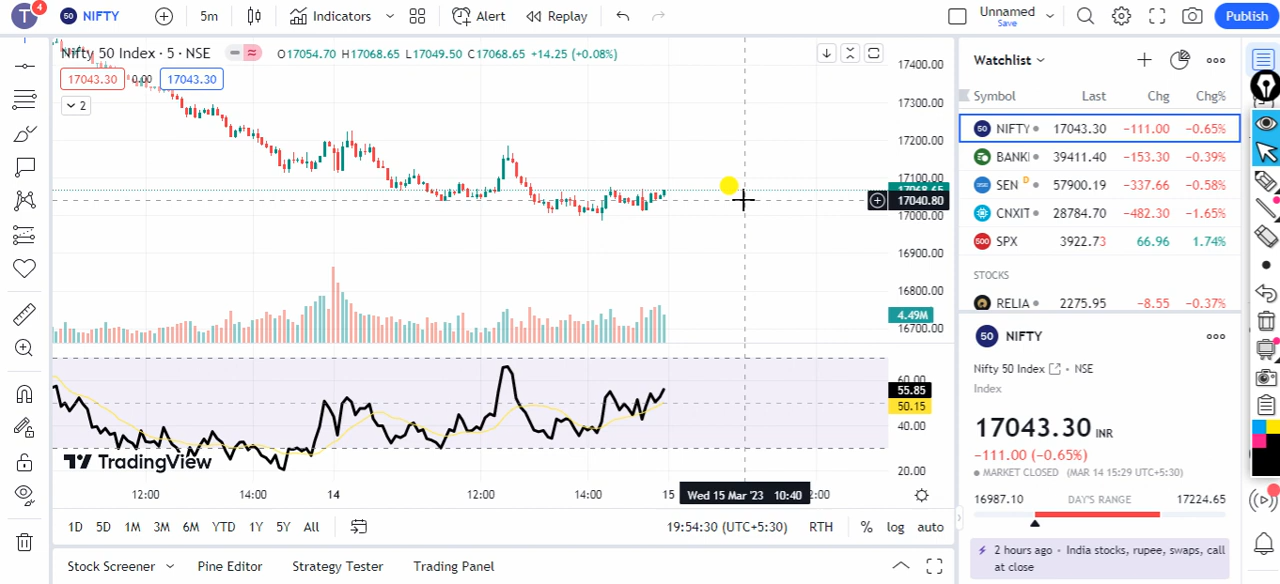 T
4
50 NIFTY
5m
Indicators
Alert
Replay
Unnamed
Save
Publish
Nifty 50 Index · 5 · NSE
O17054.70 H17068.65 L17049.50 C17068.65 +14.25 (+0.08%)
17043.30 0.00 17043.30
2
17400.00
17300.00
17200.00
17100.00
17068.65
17040.80
17000.00
16900.00
16800.00
4.49M
16700.00
60.00
55.85
50.15
40.00
20.00
TradingView
12:00 14:00 14 12:00 14:00 15 Wed 15 Mar '23 10:40 2:00
1D 5D 1M 3M 6M YTD 1Y 5Y All
19:54:30 (UTC+5:30) RTH % log auto
Stock Screener Pine Editor Strategy Tester Trading Panel
Watchlist
Symbol Last Chg Chg%
50 NIFTY 17043.30 −111.00 −0.65%
BANKI 39411.40 −153.30 −0.39%
SEN D 57900.19 −337.66 −0.58%
CNXIT 28784.70 −482.30 −1.65%
500 SPX 3922.73 66.96 1.74%
STOCKS
RELIA 2275.95 −8.55 −0.37%
50 NIFTY
Nifty 50 Index · NSE
Index
17043.30 INR
−111.00 (−0.65%)
MARKET CLOSED (MAR 14 15:29 UTC+5:30)
16987.10 DAY'S RANGE 17224.65
2 hours ago · India stocks, rupee, swaps, call
at close